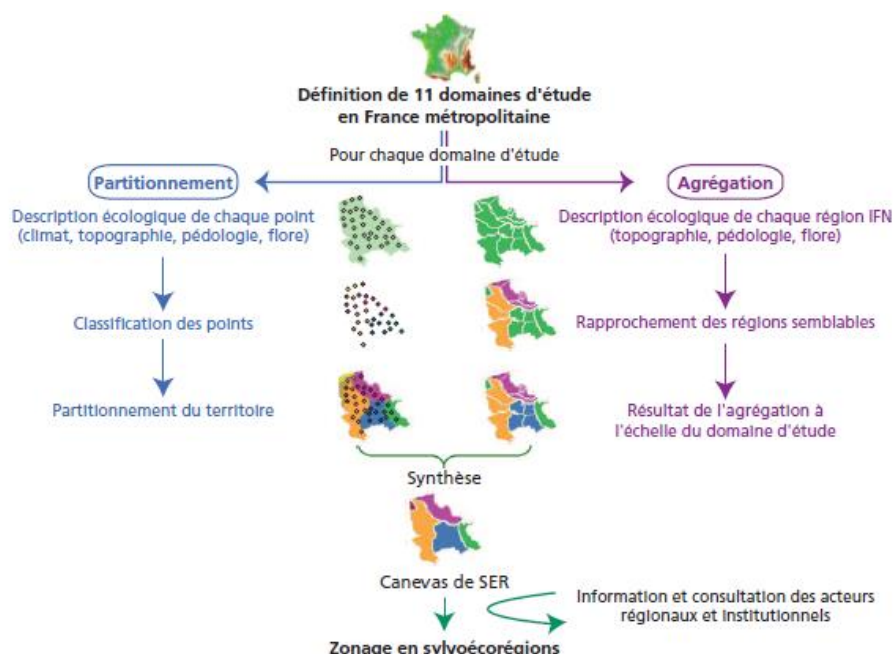 Définition de 11 domaines d'étude
en France métropolitaine
Pour chaque domaine d'étude
Partitionnement
Agrégation
Description écologique de chaque point
(climat, topographie, pédologie, flore)
Description écologique de chaque région IFN
(topographie, pédologie, flore)
Classification des points
Rapprochement des régions semblables
Partitionnement du territoire
Résultat de l'agrégation à
l'échelle du domaine d'étude
Synthèse
Canevas de SER
Information et consultation des acteurs
régionaux et institutionnels
Zonage en sylvoécorégions